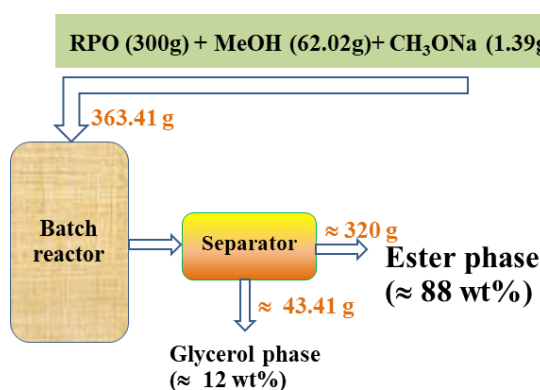 RPO (300g) + MeOH (62.02g)+ CH₃ONa (1.39g
363.41 g
Batch
reactor
Separator
≈ 320 g
Ester phase
(≈ 88 wt%)
≈ 43.41 g
Glycerol phase
(≈ 12 wt%)